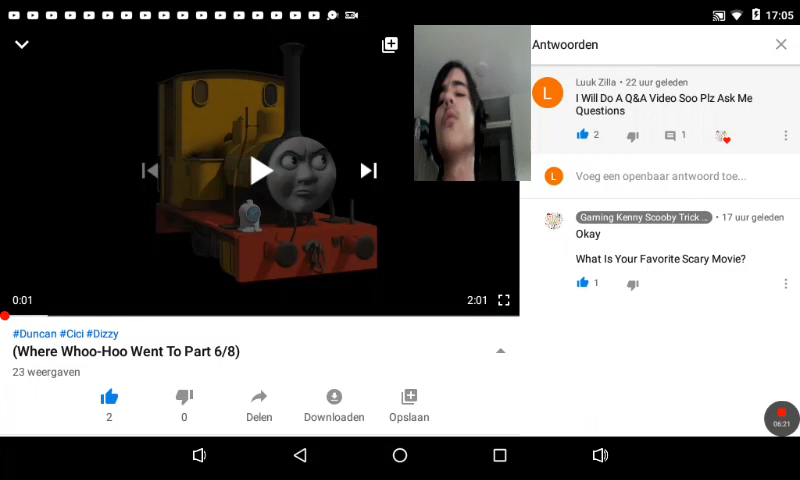 17:05
Antwoorden
L
Luuk Zilla • 22 uur geleden
I Will Do A Q&A Video Soo Plz Ask Me
Questions
2
1
L
Voeg een openbaar antwoord toe...
Gaming Kenny Scooby Trick ... • 17 uur geleden
Okay
What Is Your Favorite Scary Movie?
1
0:01
2:01
#Duncan #Cici #Dizzy
(Where Whoo-Hoo Went To Part 6/8)
23 weergaven
2
0
Delen
Downloaden
Opslaan
06:21